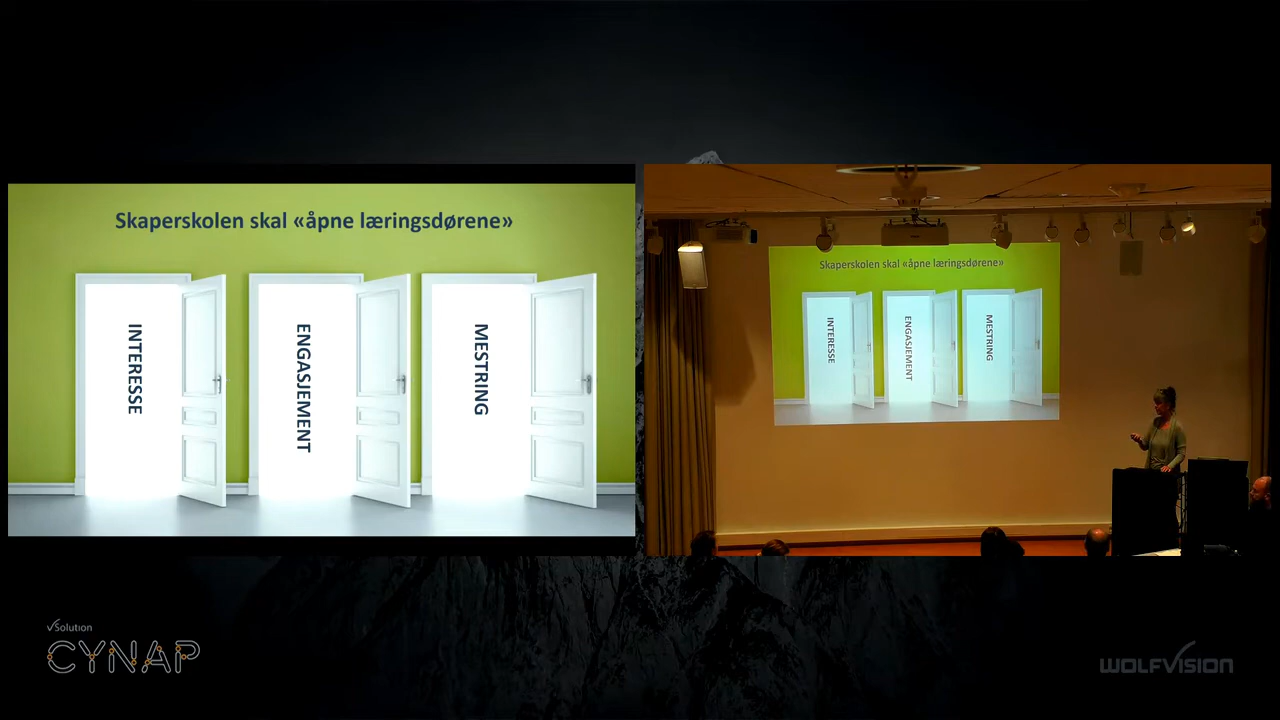 Skaperskolen skal «åpne læringsdørene»
INTERESSE
ENGASJEMENT
MESTRING
Skaperskolen skal «åpne læringsdørene»
INTERESSE
ENGASJEMENT
MESTRING
vSolution
CYNAP
WOLFVISION